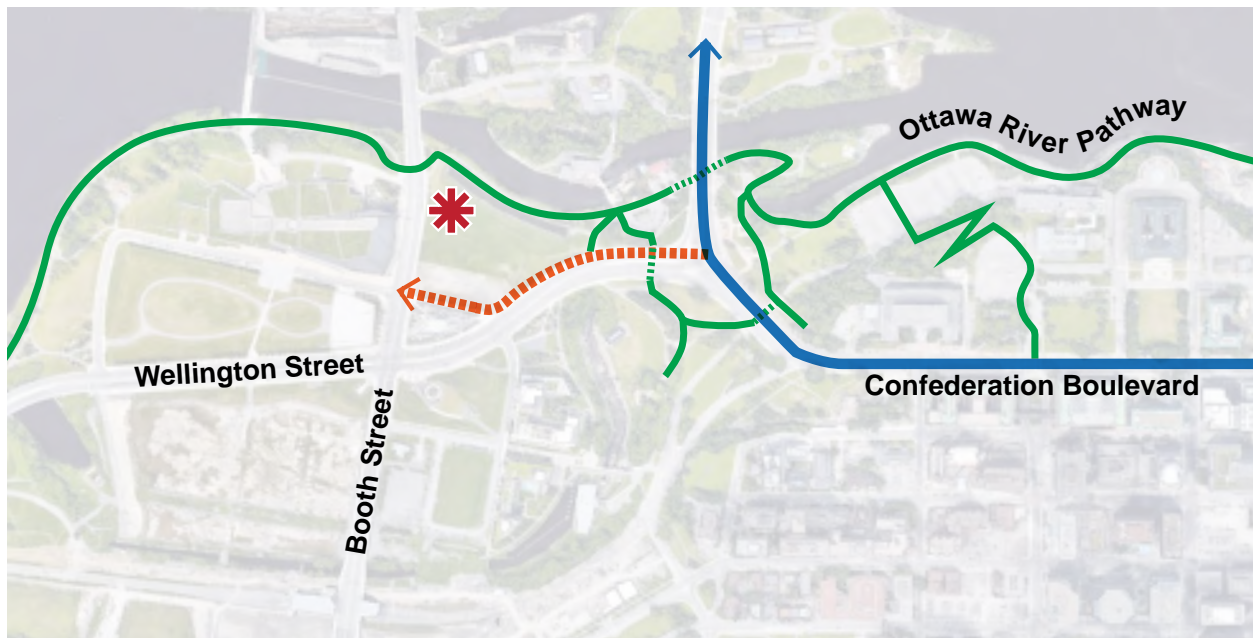 Ottawa River Pathway
Wellington Street
Confederation Boulevard
Booth Street